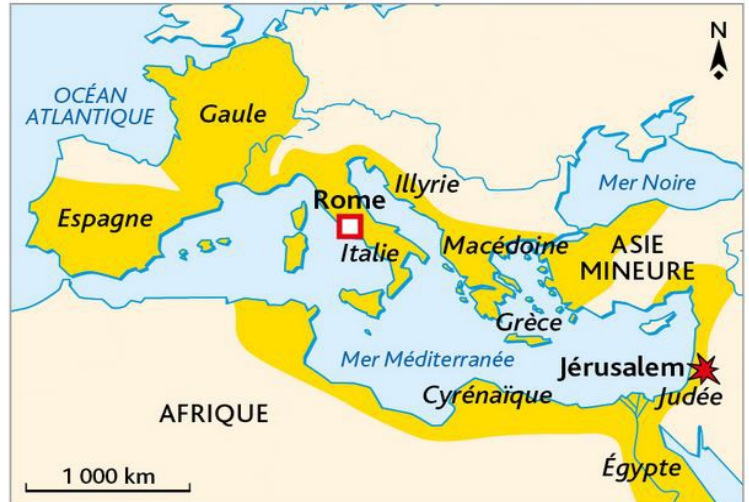 N
OCÉAN
ATLANTIQUE
Gaule
Mer Noire
Illyrie
Rome
Espagne
Italie
Macédoine
ASIE
MINEURE
Grèce
Mer Méditerranée
Jérusalem
Cyrénaïque
Judée
AFRIQUE
Égypte
1 000 km